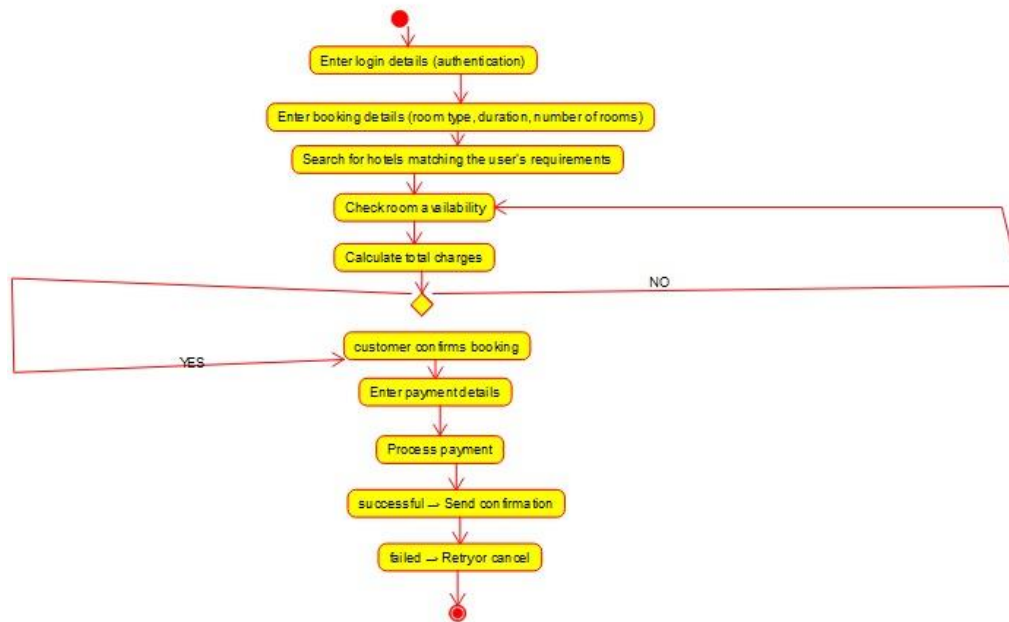 Enter login details (authentication)
Enter booking details (room type, duration, number of rooms)
Search for hotels matching the user's requirements
Check room availability
Calculate total charges
NO
customer confirms booking
YES
Enter payment details
Process payment
successful → Send confirmation
failed → Retry or cancel